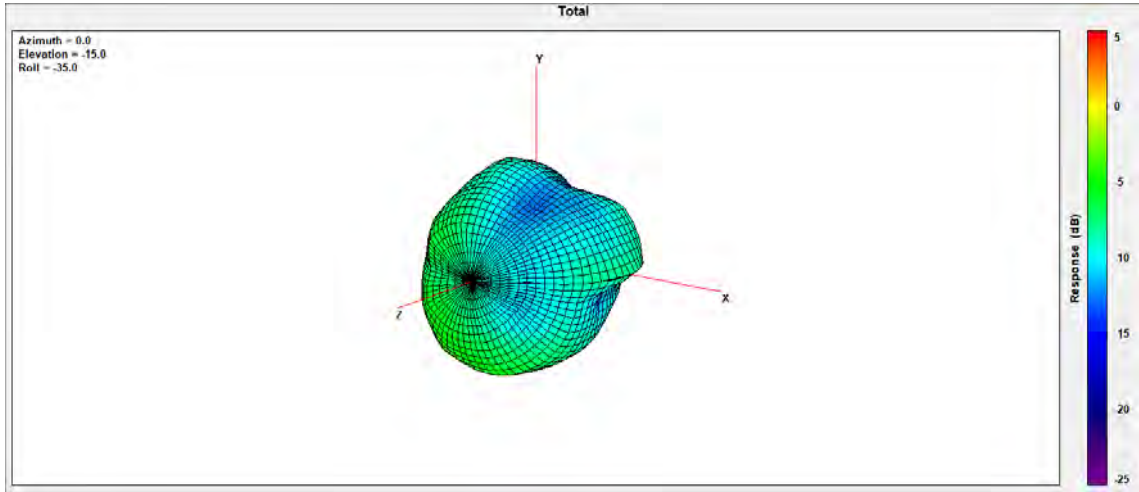 Total
Azimuth = 0.0
Elevation = -15.0
Roll = -35.0
Y
X
Z
5
0
5
10
-15
-20
-25
Response (dB)